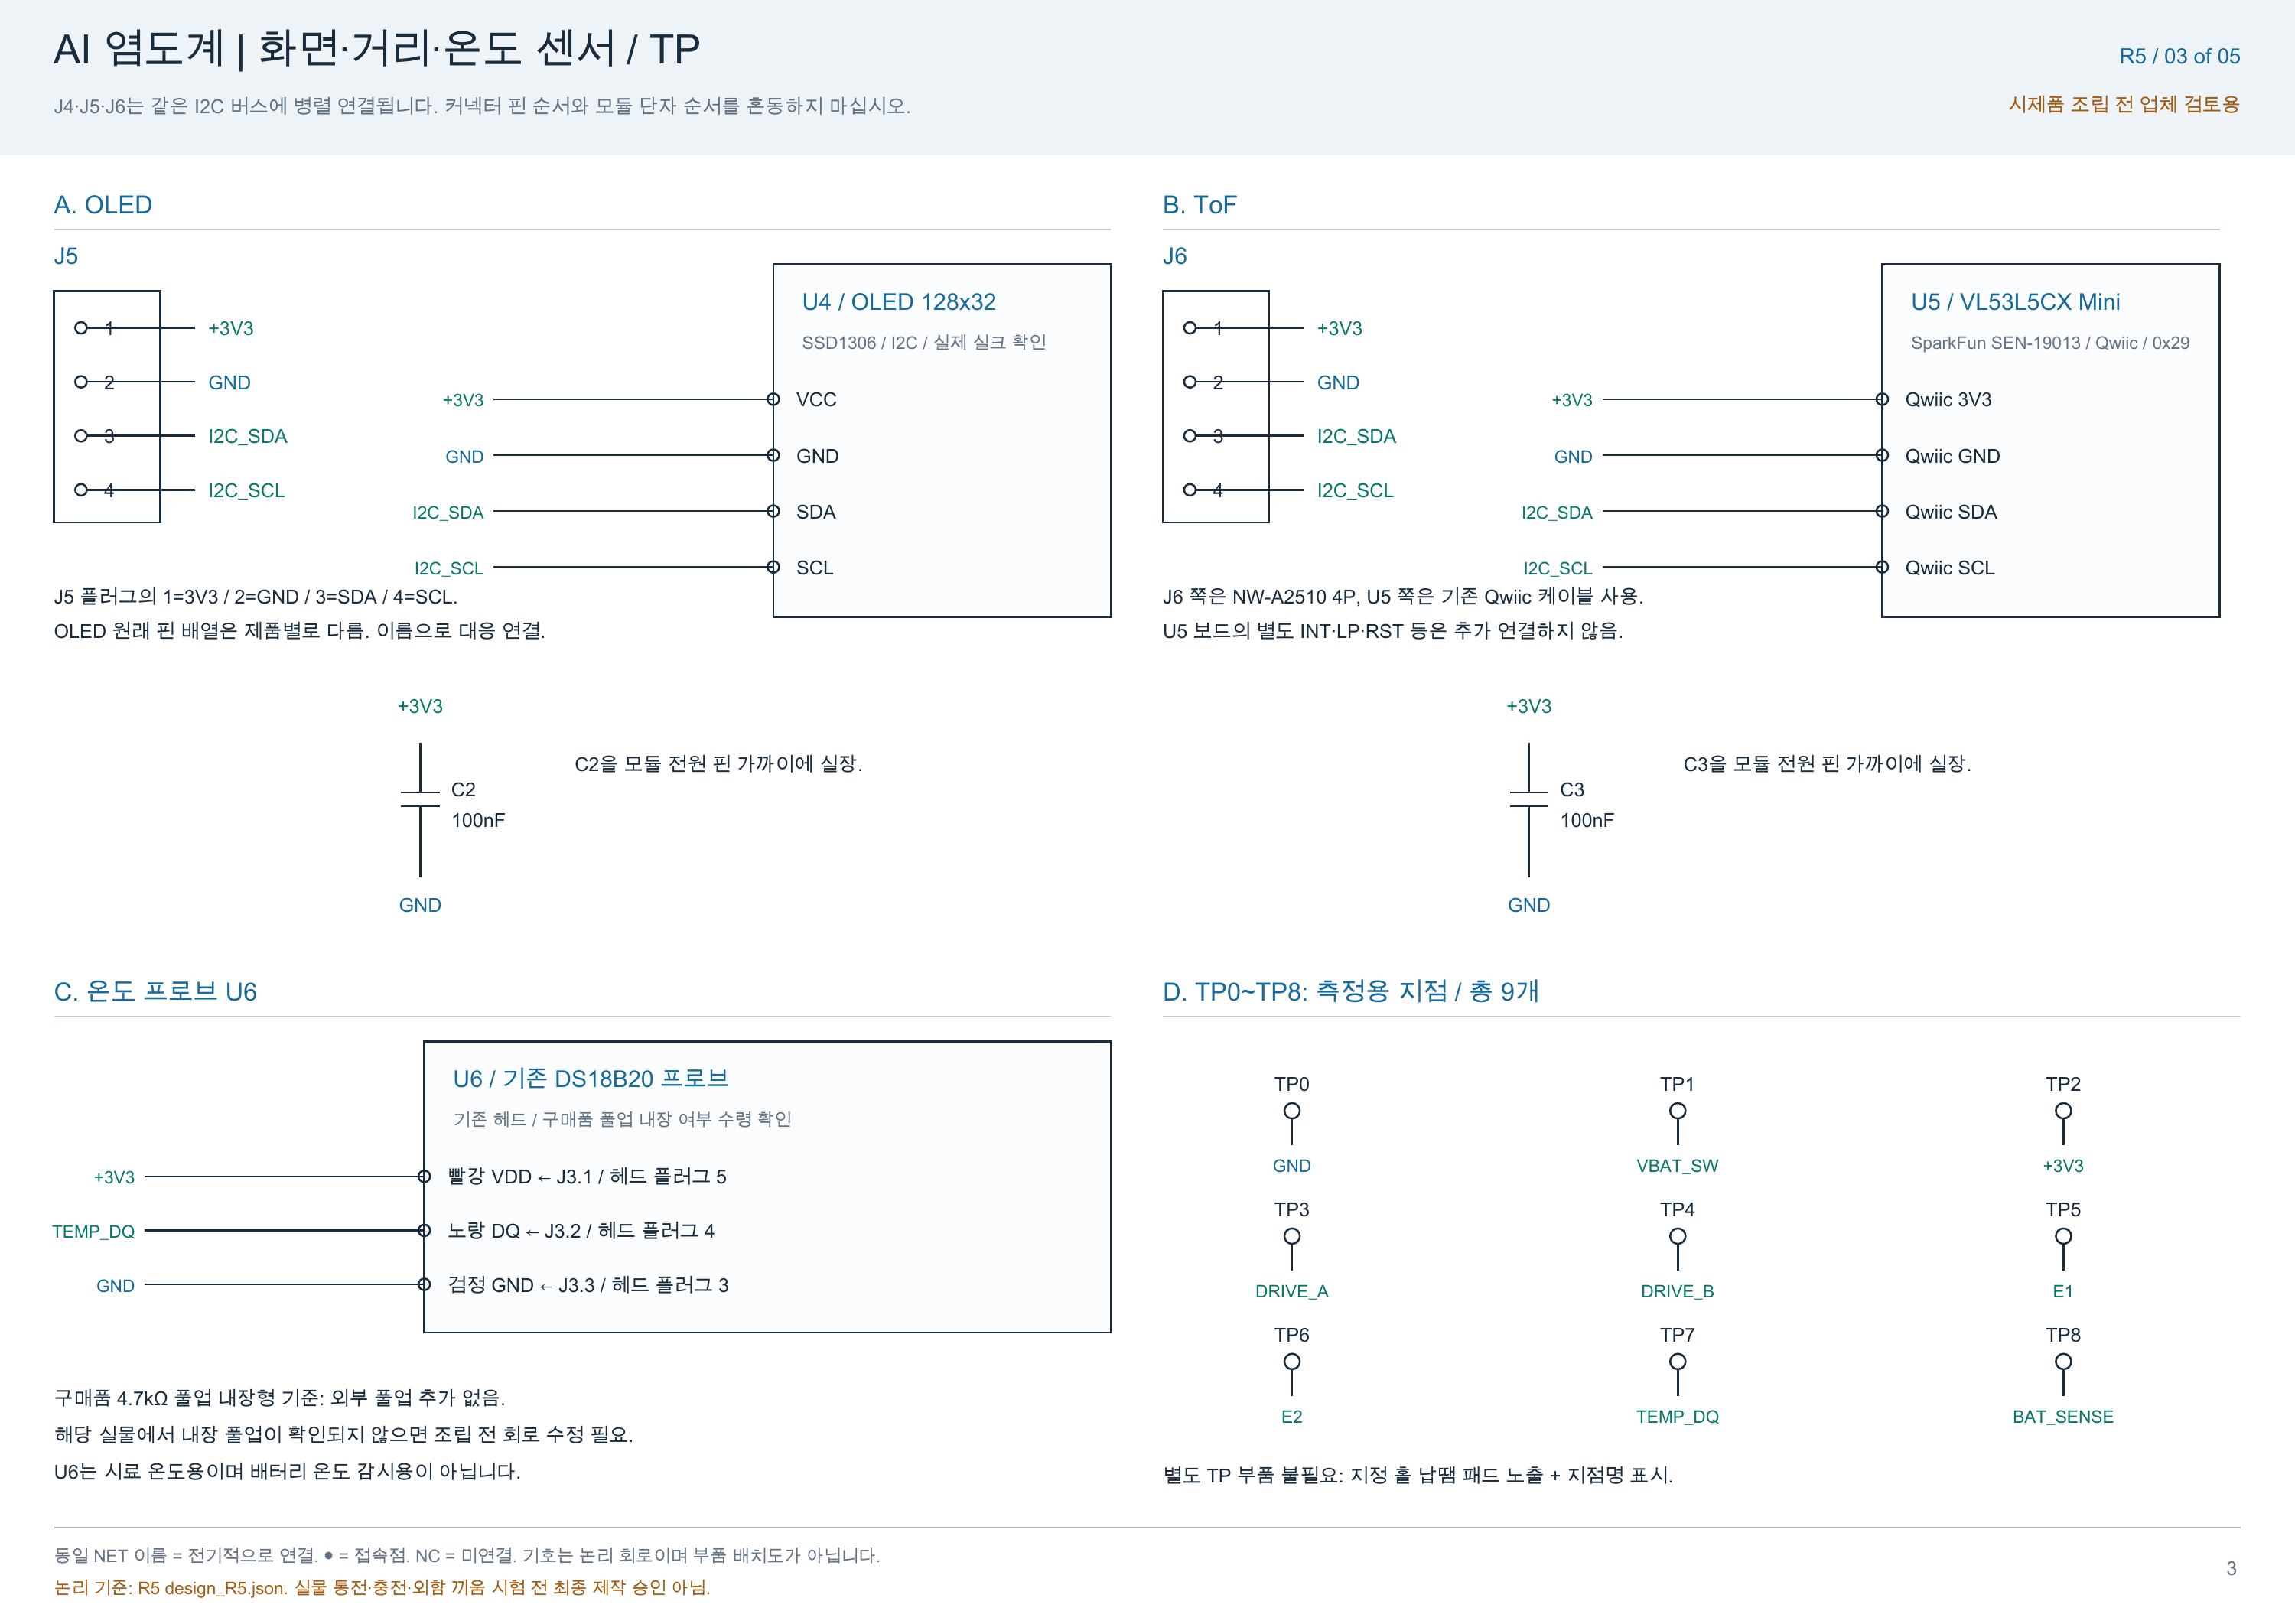 AI 염도계 | 화면·거리·온도 센서 / TP
R5 / 03 of 05
J4·J5·J6는 같은 I2C 버스에 병렬 연결됩니다. 커넥터 핀 순서와 모듈 단자 순서를 혼동하지 마십시오.
시제품 조립 전 업체 검토용
A. OLED
J5
1
+3V3
2
GND
3
I2C_SDA
4
I2C_SCL
U4 / OLED 128x32
SSD1306 / I2C / 실제 실크 확인
+3V3
VCC
GND
GND
I2C_SDA
SDA
I2C_SCL
SCL
J5 플러그의 1=3V3 / 2=GND / 3=SDA / 4=SCL.
OLED 원래 핀 배열은 제품별로 다름. 이름으로 대응 연결.
+3V3
C2을 모듈 전원 핀 가까이에 실장.
C2
100nF
GND
B. ToF
J6
1
+3V3
2
GND
3
I2C_SDA
4
I2C_SCL
U5 / VL53L5CX Mini
SparkFun SEN-19013 / Qwiic / 0x29
+3V3
Qwiic 3V3
GND
Qwiic GND
I2C_SDA
Qwiic SDA
I2C_SCL
Qwiic SCL
J6 쪽은 NW-A2510 4P, U5 쪽은 기존 Qwiic 케이블 사용.
U5 보드의 별도 INT·LP·RST 등은 추가 연결하지 않음.
+3V3
C3을 모듈 전원 핀 가까이에 실장.
C3
100nF
GND
C. 온도 프로브 U6
U6 / 기존 DS18B20 프로브
기존 헤드 / 구매품 풀업 내장 여부 수령 확인
+3V3
빨강 VDD ← J3.1 / 헤드 플러그 5
TEMP_DQ
노랑 DQ ← J3.2 / 헤드 플러그 4
GND
검정 GND ← J3.3 / 헤드 플러그 3
구매품 4.7kΩ 풀업 내장형 기준: 외부 풀업 추가 없음.
해당 실물에서 내장 풀업이 확인되지 않으면 조립 전 회로 수정 필요.
U6는 시료 온도용이며 배터리 온도 감시용이 아닙니다.
D. TP0~TP8: 측정용 지점 / 총 9개
TP0
TP1
TP2
GND
VBAT_SW
+3V3
TP3
TP4
TP5
DRIVE_A
DRIVE_B
E1
TP6
TP7
TP8
E2
TEMP_DQ
BAT_SENSE
별도 TP 부품 불필요: 지정 홀 납땜 패드 노출 + 지점명 표시.
동일 NET 이름 = 전기적으로 연결. ● = 접속점. NC = 미연결. 기호는 논리 회로이며 부품 배치도가 아닙니다.
논리 기준: R5 design_R5.json. 실물 통전·충전·외함 끼움 시험 전 최종 제작 승인 아님.
3